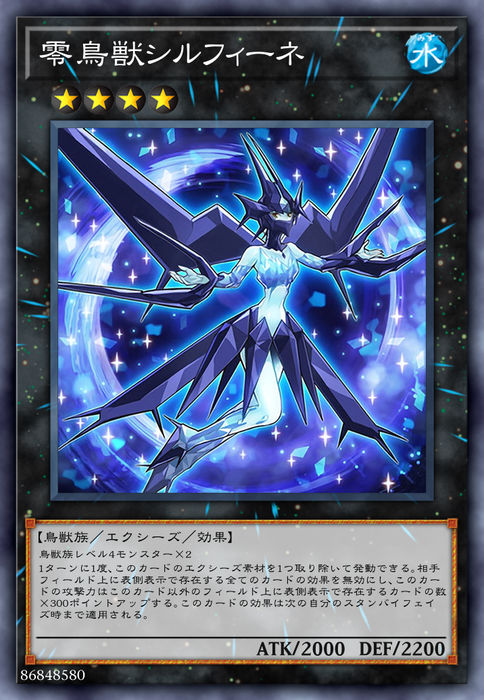 零鳥獣シルフィーネ
みず
水
【鳥獣族／エクシーズ／効果】
鳥獣族レベル4モンスター×2
1ターンに1度、このカードのエクシーズ素材を1つ取り除いて発動できる。相手
フィールド上に表側表示で存在する全てのカードの効果を無効にし、このカー
ドの攻撃力はこのカード以外のフィールド上に表側表示で存在するカードの数
×300ポイントアップする。このカードの効果は次の自分のスタンバイフェイ
ズ時まで適用される。
ATK/2000 DEF/2200
86848580